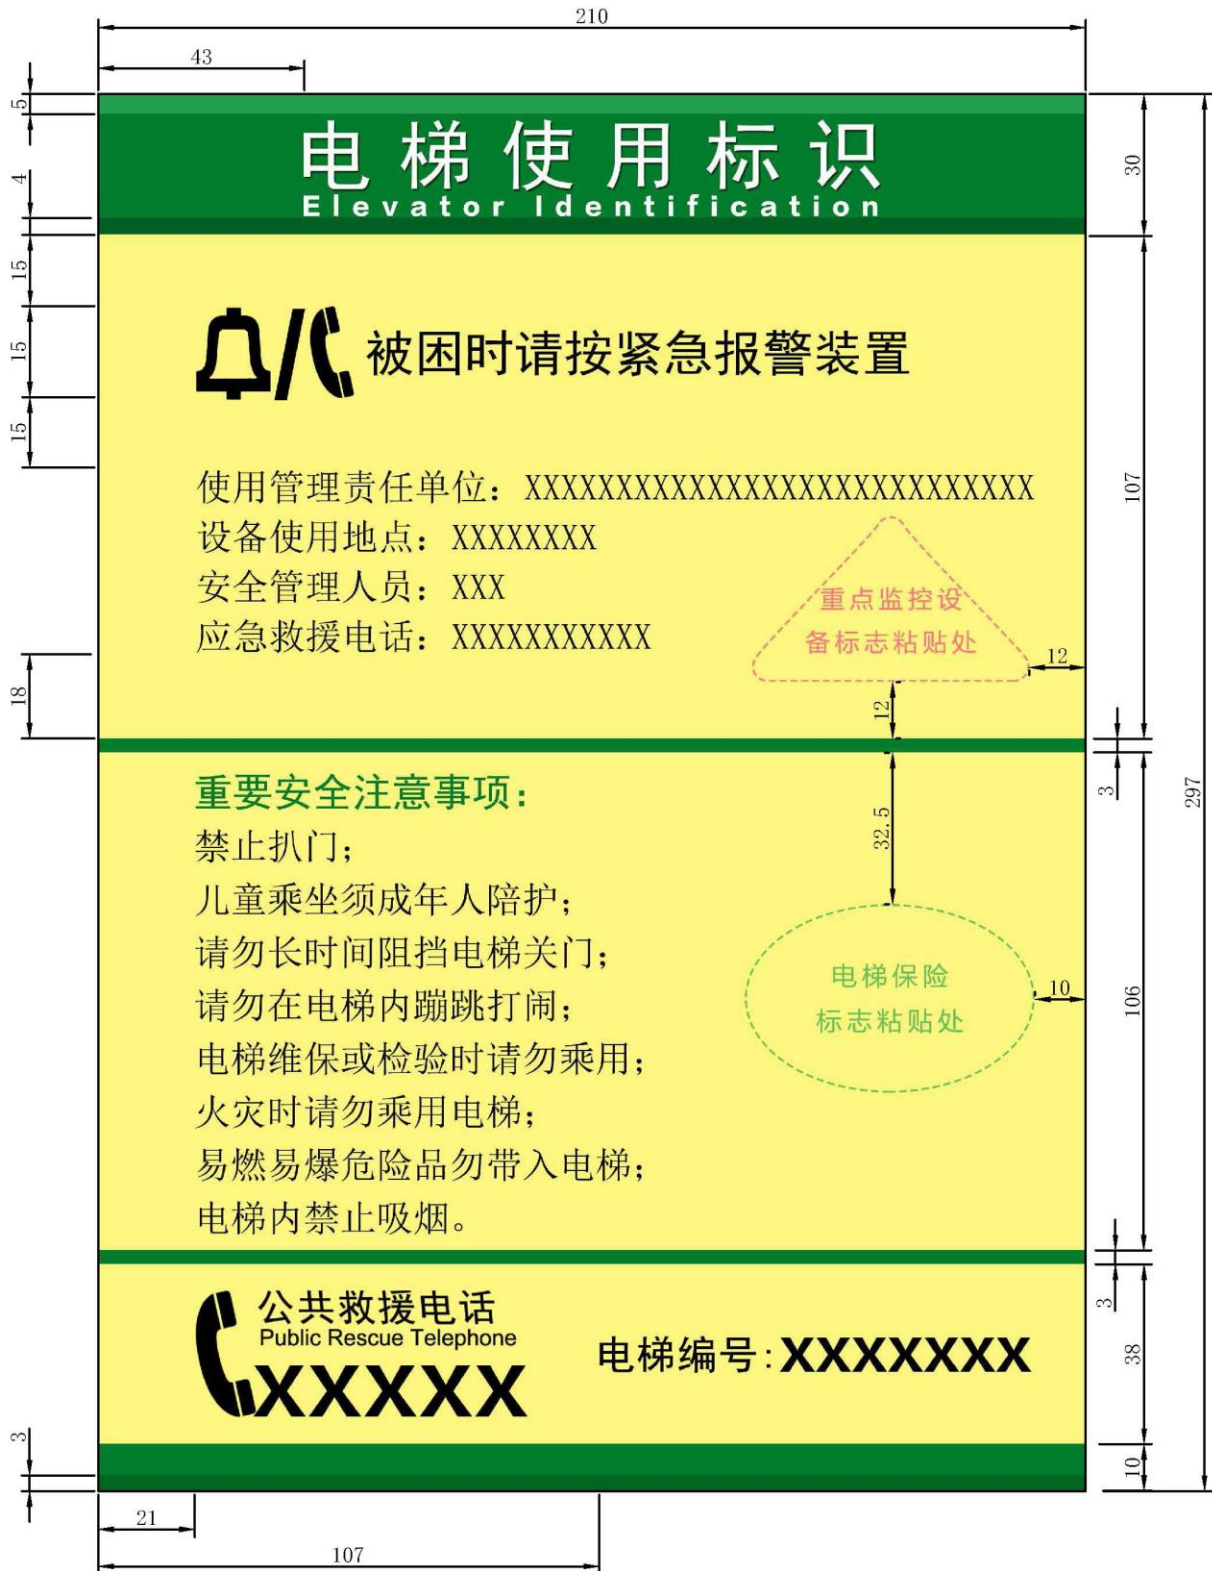 210
43
5
30
电梯使用标识
Elevator Identification
4
15
被困时请按紧急报警装置
15
15
使用管理责任单位：XXXXXXXXXXXXXXXXXXXXXXXXXXXX
107
设备使用地点：XXXXXXXX
安全管理人员：XXX
应急救援电话：XXXXXXXXXXX
重点监控设
备标志粘贴处
12
18
12
3
297
重要安全注意事项：
禁止扒门；
儿童乘坐须成年人陪护；
请勿长时间阻挡电梯关门；
请勿在电梯内蹦跳打闹；
电梯维保或检验时请勿乘用；
火灾时请勿乘用电梯；
易燃易爆危险品勿带入电梯；
电梯内禁止吸烟。
32.5
电梯保险
标志粘贴处
10
106
3
公共救援电话
Public Rescue Telephone
XXXXX
电梯编号：XXXXXXX
38
3
10
21
107